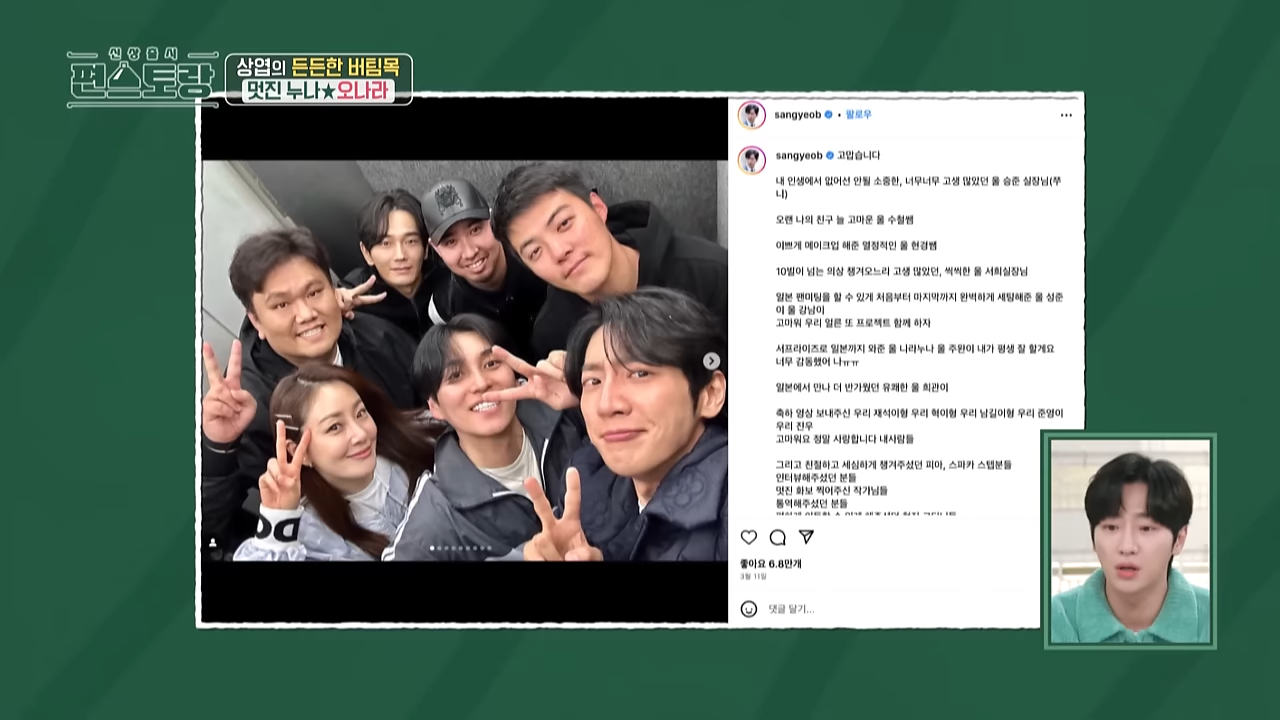 신상출시
편스토랑
상엽의 든든한 버팀목
멋진 누나★오나라
sangyeob • 팔로우
sangyeob 고맙습니다
내 인생에서 없어선 안될 소중한, 너무너무 고생 많았던 울 승준 실장님(쭈
니)
오랜 나의 친구 늘 고마운 울 수철쌤
이쁘게 메이크업 해준 열정적인 울 현경쌤
10벌이 넘는 의상 챙겨오느라 고생 많았던, 씩씩한 울 서희실장님
일본 팬미팅을 할 수 있게 처음부터 마지막까지 완벽하게 세팅해준 울 성준
이 울 강남이
고마워 우리 얼른 또 프로젝트 함께 하자
서프라이즈로 일본까지 와준 울 나라누나 울 주완이 내가 평생 잘 할게요
너무 감동했어 나ㅠㅠ
일본에서 만나 더 반가웠던 유쾌한 울 희관이
축하 영상 보내주신 우리 재석이형 우리 혁이형 우리 남길이형 우리 준영이
우리 진우
고마워요 정말 사랑합니다 내사람들
그리고 친절하고 세심하게 챙겨주셨던 피아, 스파카 스텝분들
인터뷰해주셨던 분들
멋진 화보 찍어주신 작가님들
통역해주셨던 분들
좋아요 6.8만개
3월 11일
댓글 달기...